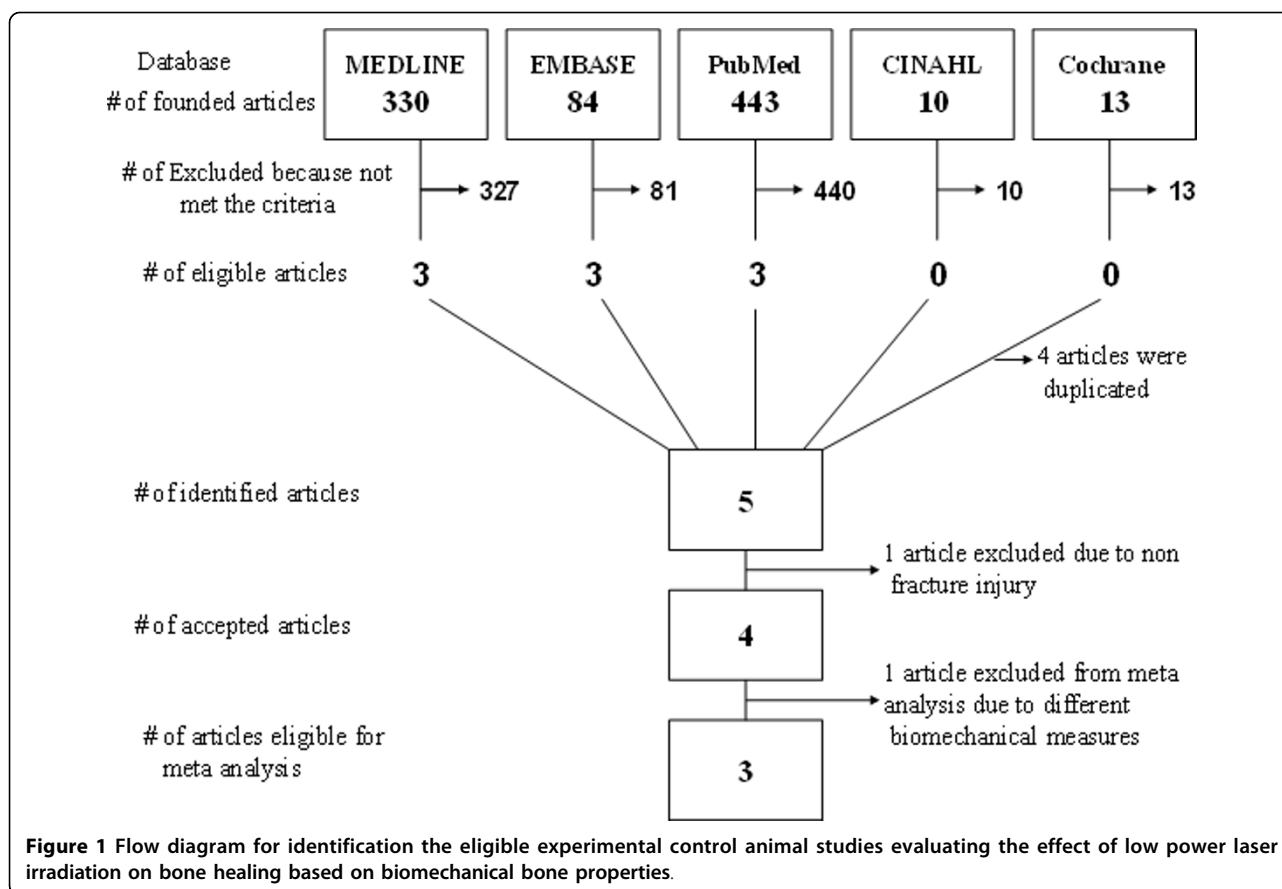 Database
MEDLINE
EMBASE
PubMed
CINAHL
Cochrane
# of founded articles
330
84
443
10
13
# of Excluded because not
met the criteria
327
81
440
10
13
# of eligible articles
3
3
3
0
0
4 articles were
duplicated
# of identified articles
5
1 article excluded due to non
fracture injury
# of accepted articles
4
1 article excluded from meta
analysis due to different
biomechanical measures
# of articles eligible for
meta analysis
3
Figure 1 Flow diagram for identification the eligible experimental control animal studies evaluating the effect of low power laser
irradiation on bone healing based on biomechanical bone properties.